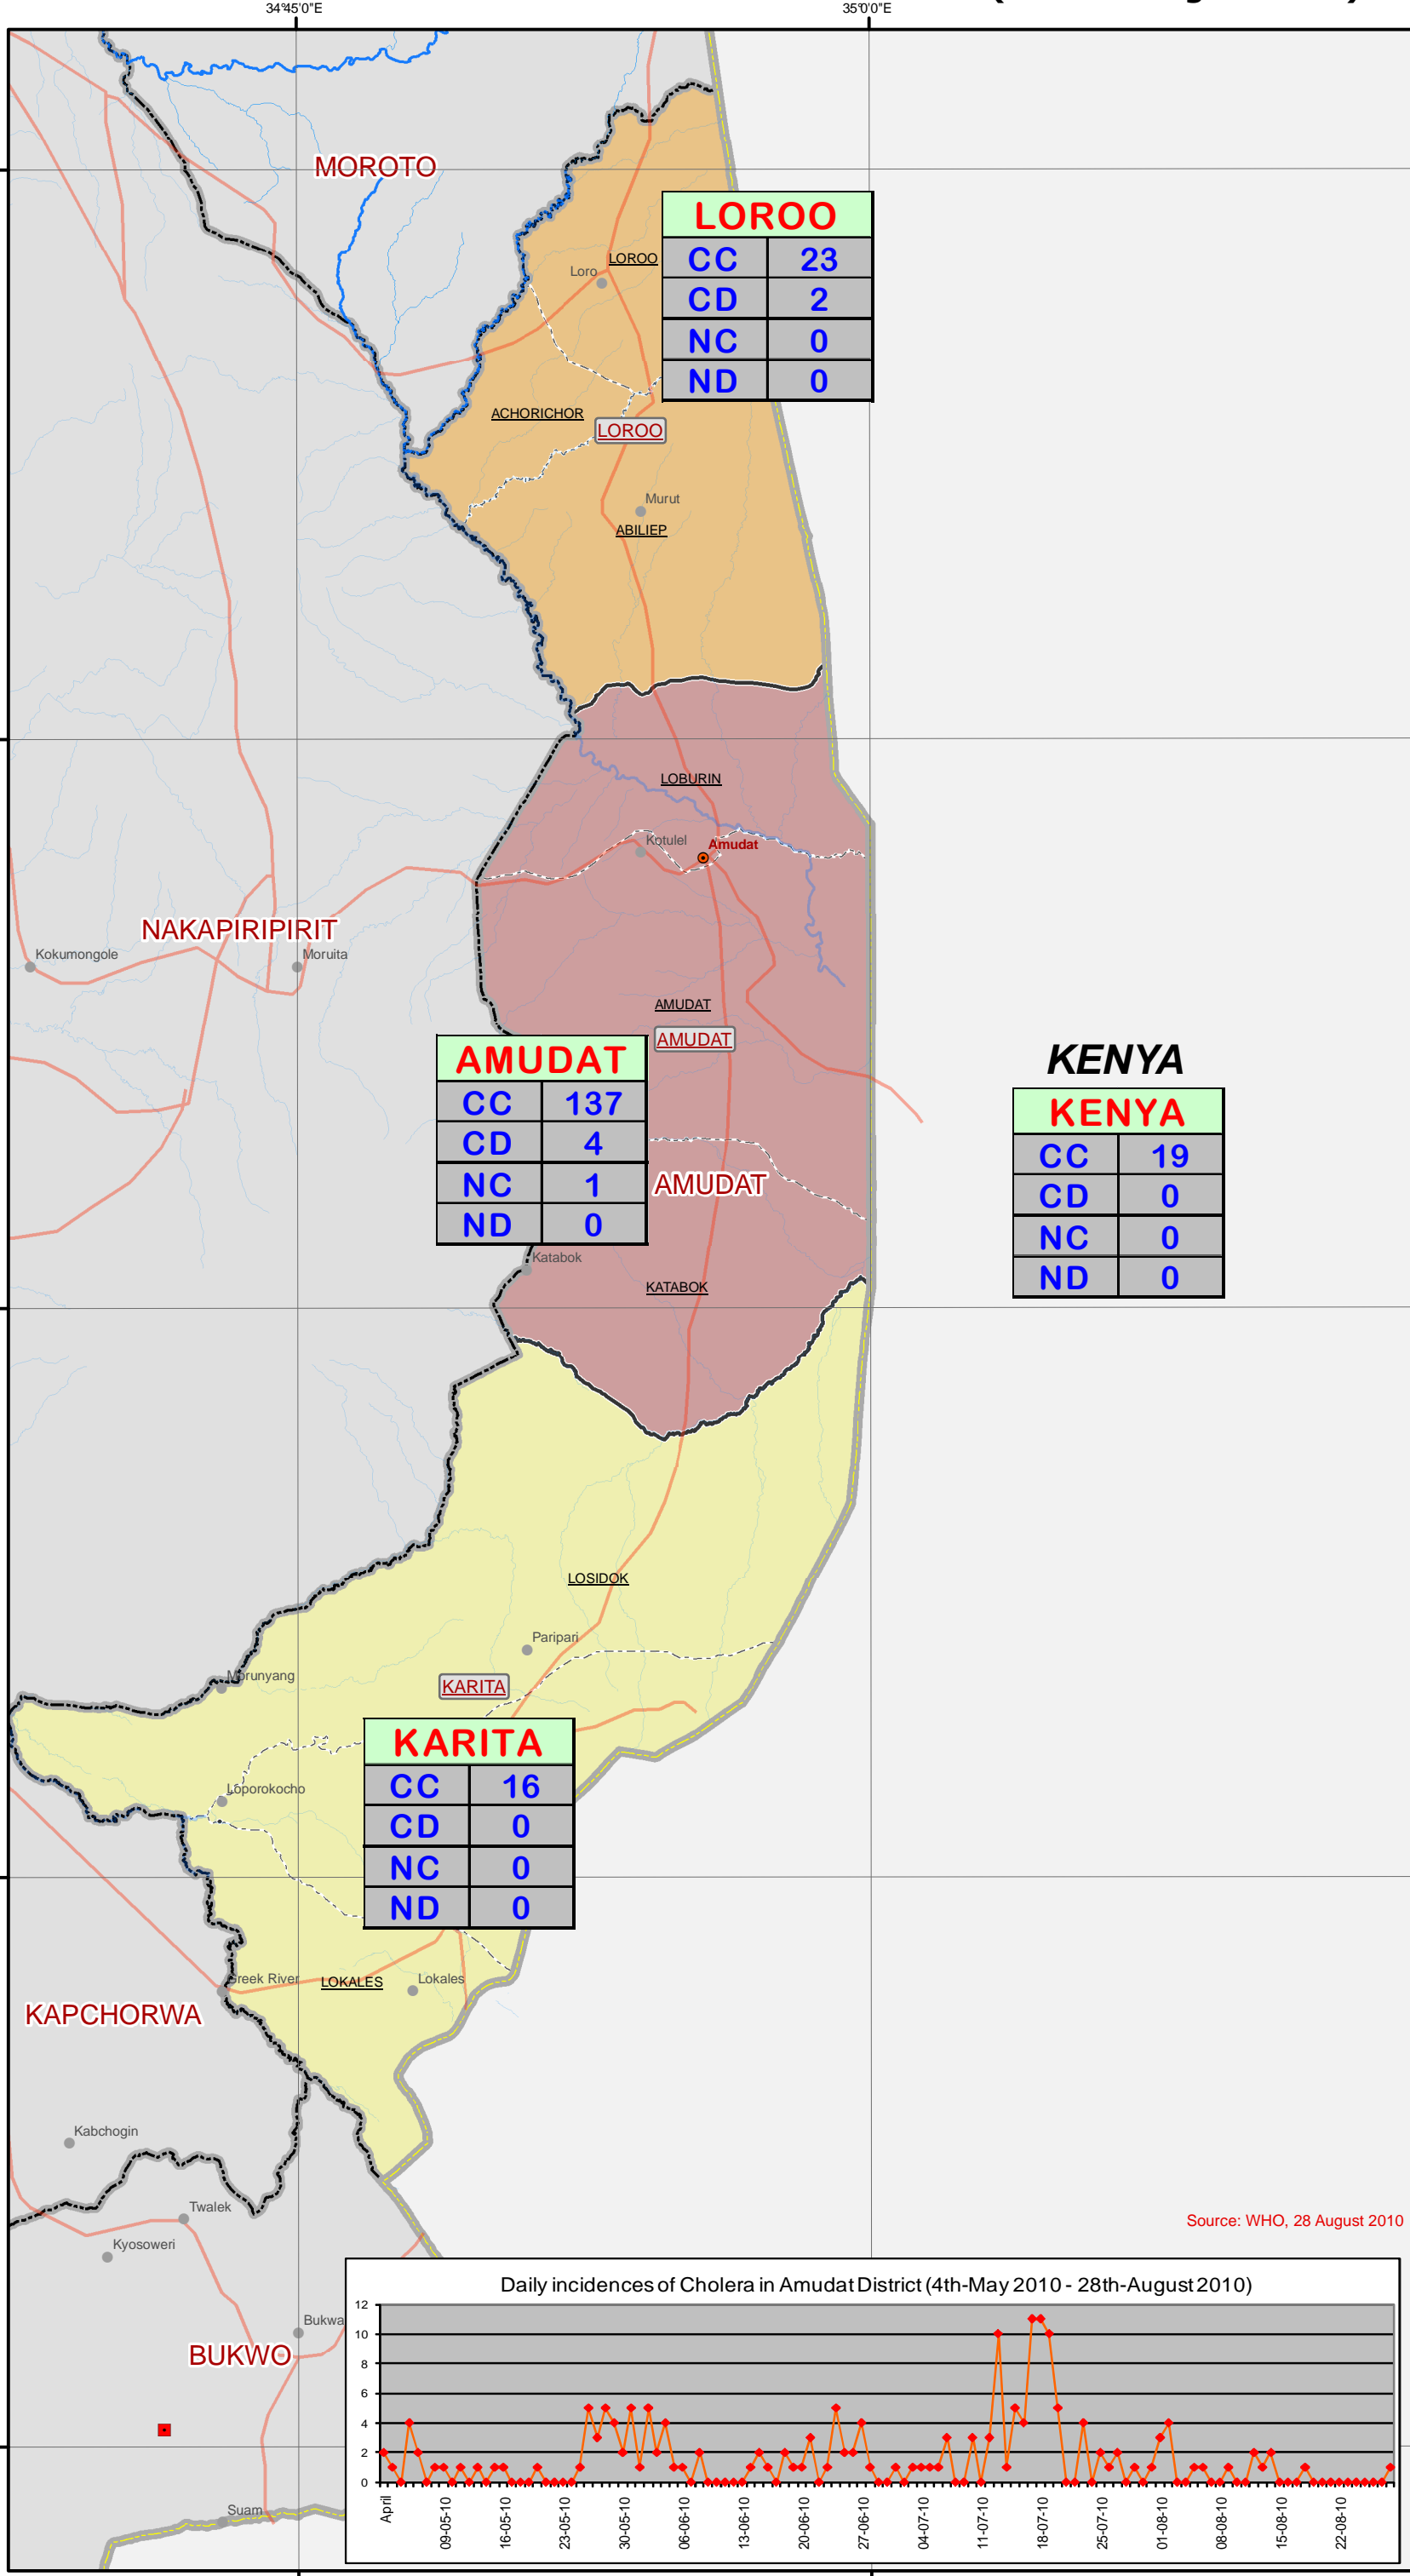 34°45'0"E
35°0'0"E
MOROTO
LOROO
CC 23
CD 2
NC 0
ND 0
LOROO
Loro
ACHORICHOR
LOROO
Murut
ABILIEP
LOBURIN
Kotulel
Amudat
NAKAPIRIPIRIT
Kokumongole
Moruita
AMUDAT
AMUDAT
AMUDAT
CC 137
CD 4
NC 1
ND 0
AMUDAT
KENYA
KENYA
CC 19
CD 0
NC 0
ND 0
Katabok
KATABOK
LOSIDOK
Paripari
Morunyang
KARITA
KARITA
CC 16
CD 0
NC 0
ND 0
Loporokocho
Greek River
LOKALES
Lokales
KAPCHORWA
Kabchogin
Twalek
Kyosoweri
Source: WHO, 28 August 2010
Bukwa
BUKWO
Suam
Daily incidences of Cholera in Amudat District (4th-May 2010 - 28th-August 2010)
12
10
8
6
4
2
0
April
09-05-10
16-05-10
23-05-10
30-05-10
06-06-10
13-06-10
20-06-10
27-06-10
04-07-10
11-07-10
18-07-10
25-07-10
01-08-10
08-08-10
15-08-10
22-08-10